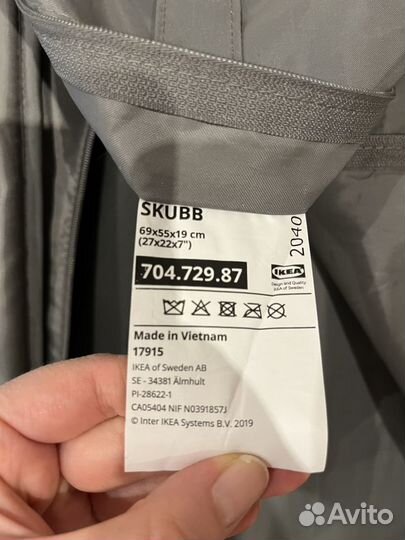 SKUBB
69x55x19 cm
(27x22x7")
704.729.87
2040
IKEA
Design and Quality
IKEA of Sweden
Made in Vietnam
17915
IKEA of Sweden AB
SE - 34381 Älmhult
PI-28622-1
CA05404 NIF N0391857J
© Inter IKEA Systems B.V. 2019
Avito